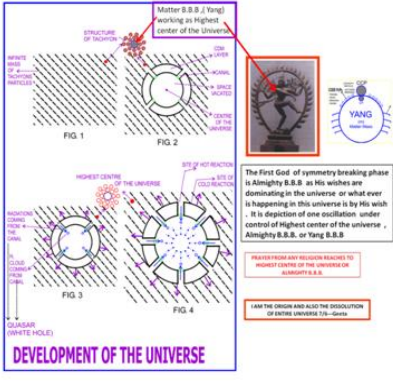 Matter B.B.B ,( Yang)
working as Highest
center of the Universe
STRUCTURE
OF TACHYON
INFINITE
MASS
OF
TACHYONS
PARTICLES
CDM
LAYER
CANAL
SPACE
VACATED
CENTRE
OF THE
UNIVERSE
FIG. 1
FIG. 2
CCP
YANG
Matter Mass
HIGHEST CENTRE
OF THE UNIVERSE
SITE OF HOT REACTION
SITE OF
COLD REACTION
RADIATIONS
COMING
FROM
THE
CANAL
H, CLOUD
COMING
FROM
CANAL
FIG. 3
FIG. 4
QUASAR
(WHITE HOLE)
DEVELOPMENT OF THE UNIVERSE
The First God of symmetry breaking phase
is Almighty B.B.B as His wishes are
dominating in the universe or what ever
is happening in this universe is by His wish
. It is depiction of one oscillation under
control of Highest center of the universe ,
Almighty B.B.B. or Yang B.B.B
PRAYER FROM ANY RELIGION REACHES TO
HIGHEST CENTRE OF THE UNIVERSE OR
ALMIGHTY B.B.B.
I AM THE ORIGIN AND ALSO THE DISSOLUTION
OF ENTIRE UNIVERSE 7/6—Geeta